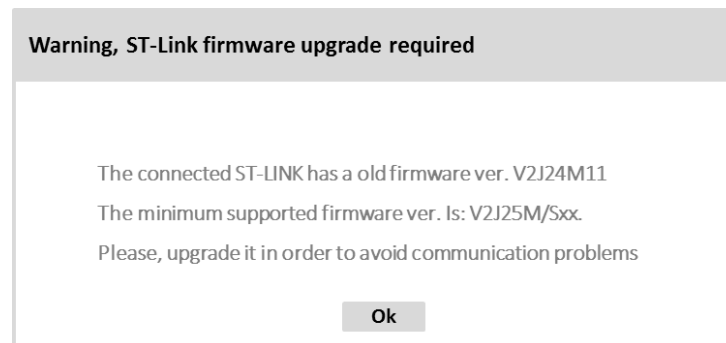 Warning, ST-Link firmware upgrade required
The connected ST-LINK has a old firmware ver. V2J24M11
The minimum supported firmware ver. Is: V2J25M/Sxx.
Please, upgrade it in order to avoid communication problems
Ok